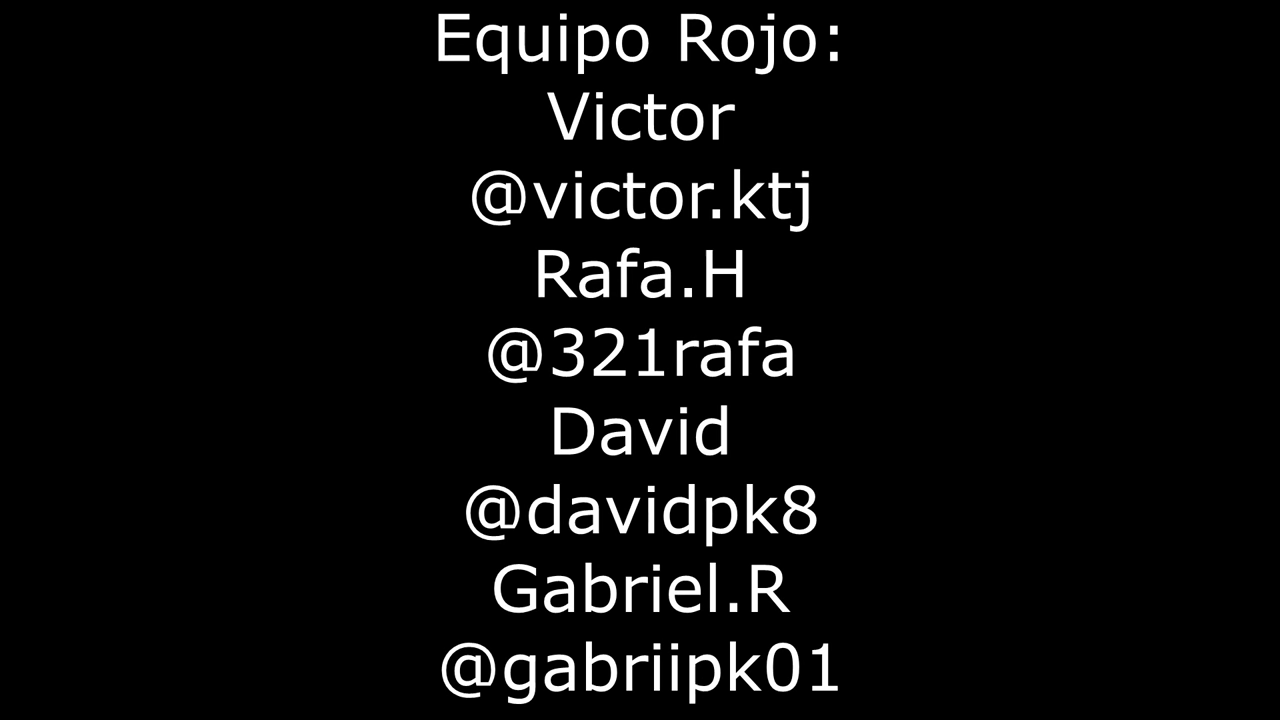 Equipo Rojo:
Victor
@victor.ktj
Rafa.H
@321rafa
David
@davidpk8
Gabriel.R
@gabriipk01